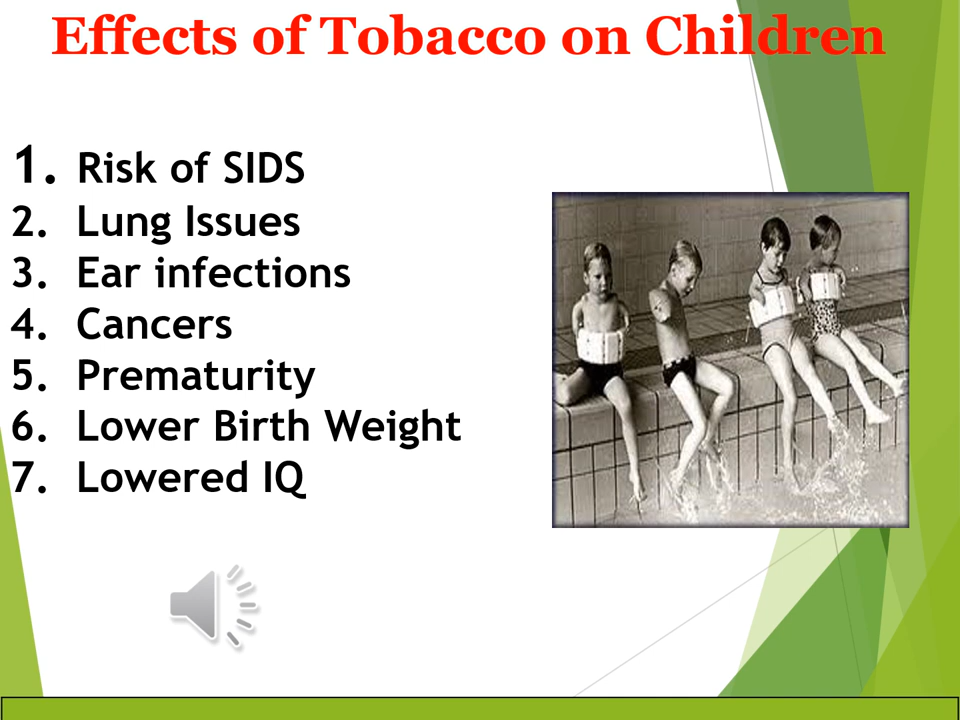 Effects of Tobacco on Children
1. Risk of SIDS
2. Lung Issues
3. Ear infections
4. Cancers
5. Prematurity
6. Lower Birth Weight
7. Lowered IQ